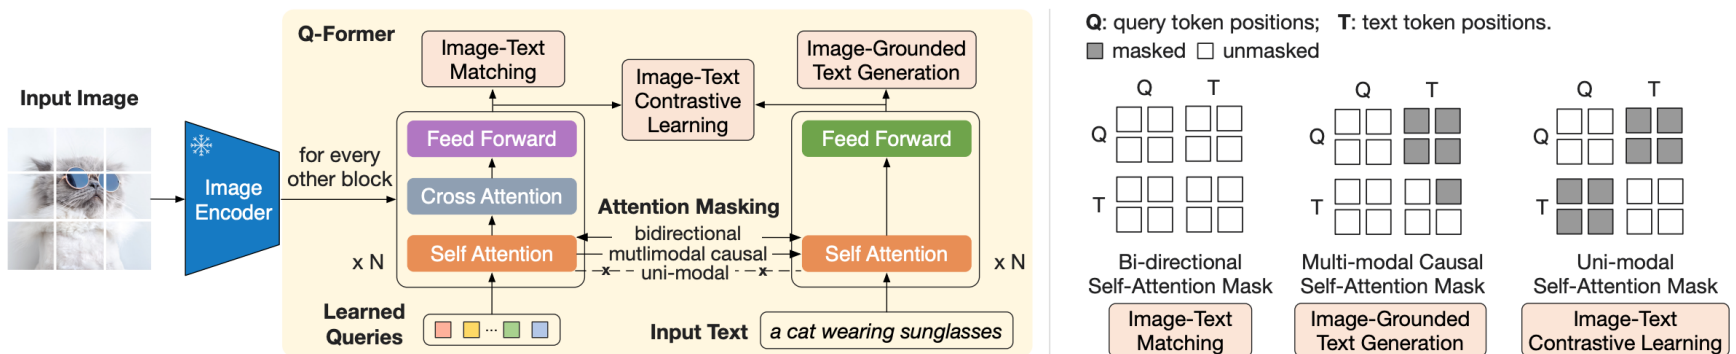 Q-Former
Input Image
Image
Encoder
for every
other block
Image-Text
Matching
Image-Text
Contrastive
Learning
Image-Grounded
Text Generation
Feed Forward
Cross Attention
Self Attention
x N
Attention Masking
bidirectional
mutlimodal causal
uni-modal
x
x
Feed Forward
Self Attention
x N
Learned
Queries
...
Input Text
a cat wearing sunglasses
Q: query token positions; T: text token positions.
masked unmasked
Q T
Q
T
Bi-directional
Self-Attention Mask
Image-Text
Matching
Q T
Q
T
Multi-modal Causal
Self-Attention Mask
Image-Grounded
Text Generation
Q T
Q
T
Uni-modal
Self-Attention Mask
Image-Text
Contrastive Learning